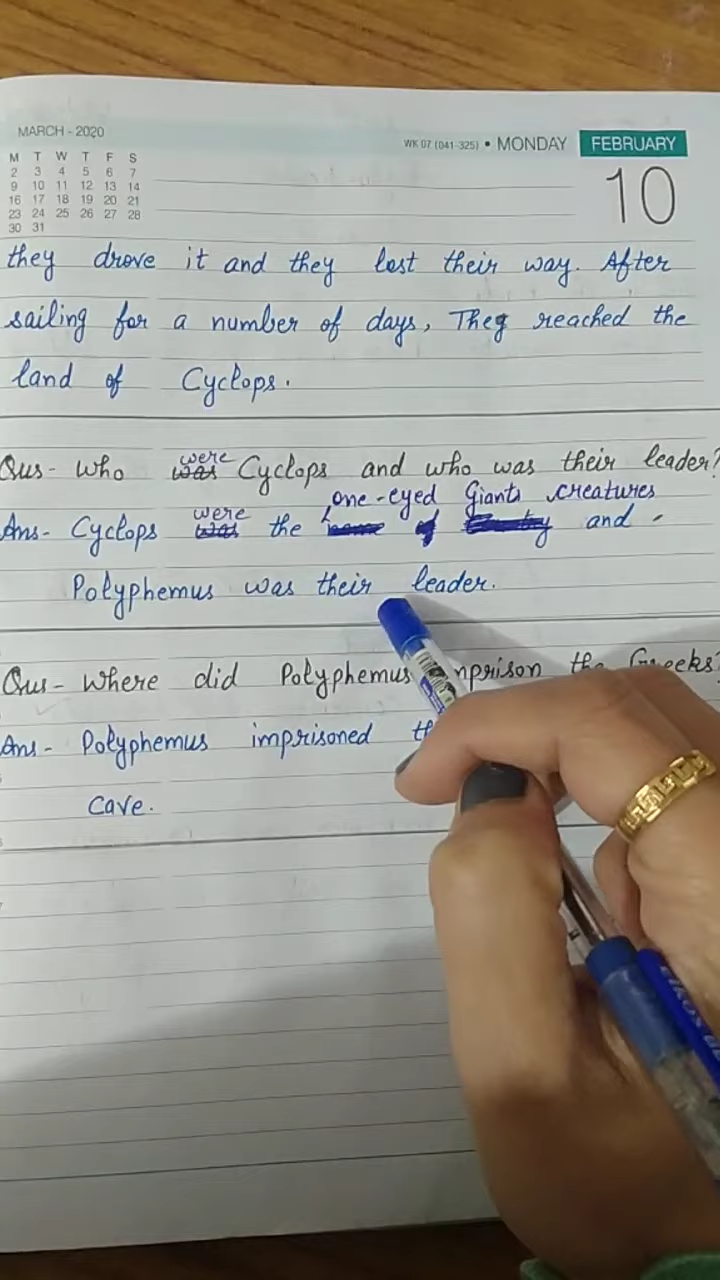 MARCH - 2020
M T W T F S
2 3 4 5 6 7
9 10 11 12 13 14
16 17 18 19 20 21
23 24 25 26 27 28
30 31
WK 07 (041-325) • MONDAY FEBRUARY
10
they drove it and they lost their way. After
sailing for a number of days, They reached the
land of Cyclops.
Qus- Who were Cyclops and who was their leader?
Ans- Cyclops were the one-eyed Giants creatures and -
Polyphemus was their leader.
Qus- Where did Polyphemus imprison the Greeks?
Ans- Polyphemus imprisoned
Cave.